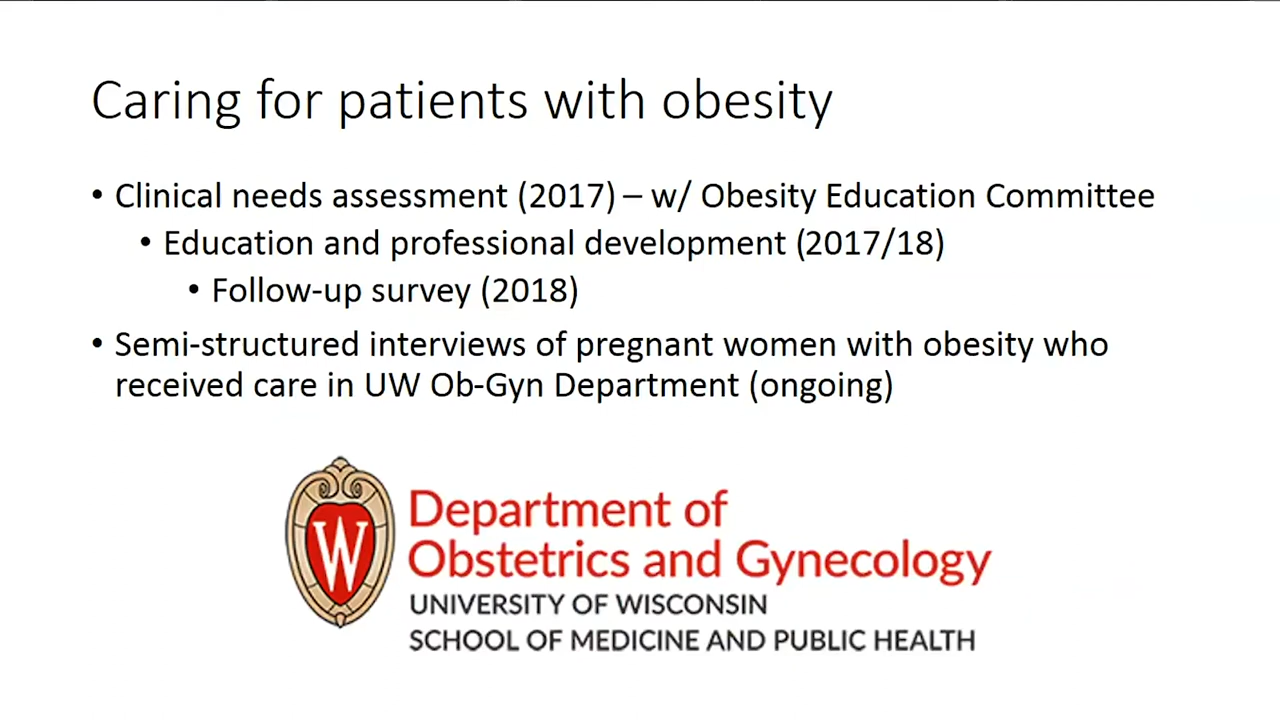 Caring for patients with obesity
• Clinical needs assessment (2017) – w/ Obesity Education Committee
• Education and professional development (2017/18)
• Follow-up survey (2018)
• Semi-structured interviews of pregnant women with obesity who
received care in UW Ob-Gyn Department (ongoing)
W
Department of
Obstetrics and Gynecology
UNIVERSITY OF WISCONSIN
SCHOOL OF MEDICINE AND PUBLIC HEALTH